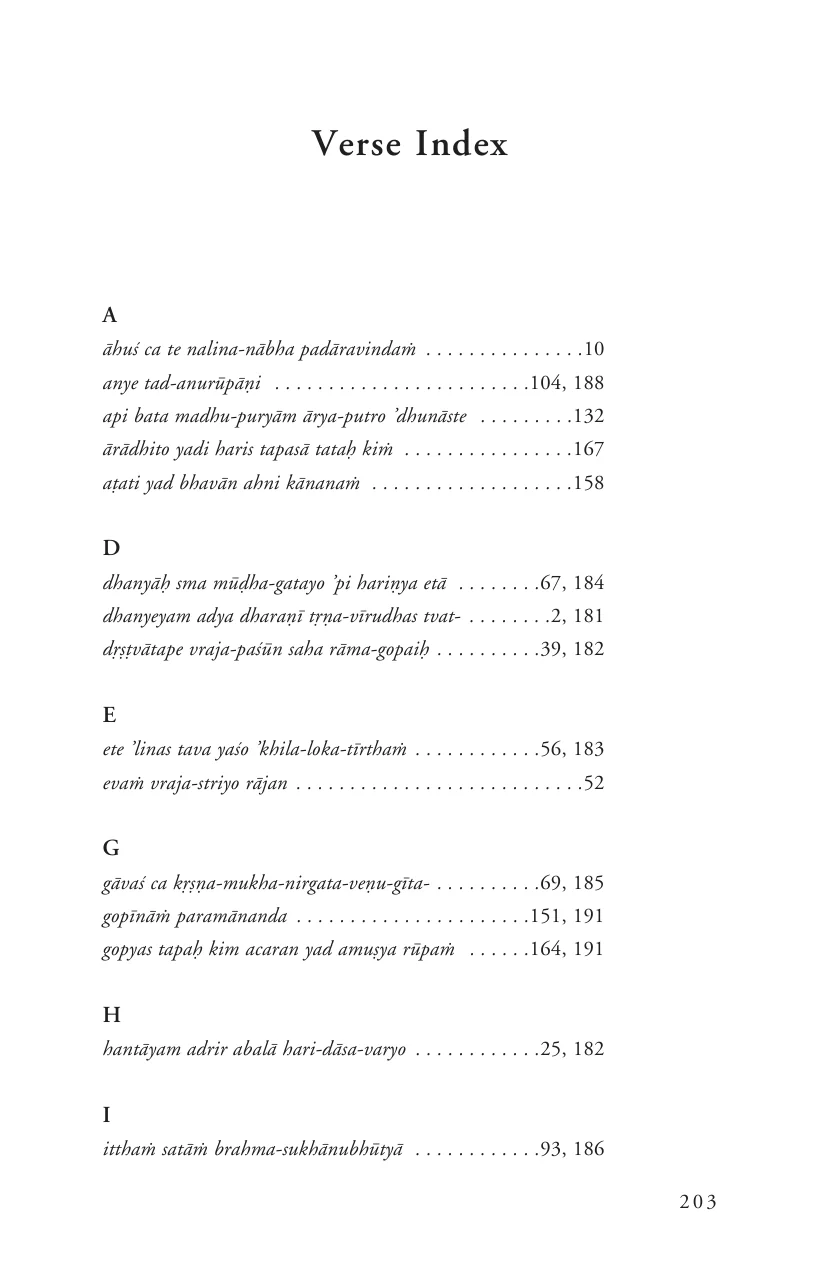 Verse Index
A
āhuś ca te nalina-nābha padāravindaṁ . . . . . . . . . . . . . . .10
anye tad-anurūpāṇi . . . . . . . . . . . . . . . . . . . . . . . .104, 188
api bata madhu-puryām ārya-putro ’dhunāste . . . . . . . . .132
ārādhito yadi haris tapasā tataḥ kiṁ . . . . . . . . . . . . . . . .167
aṭati yad bhavān ahni kānanaṁ . . . . . . . . . . . . . . . . . . .158
D
dhanyāḥ sma mūḍha-gatayo ’pi hariṇya etā . . . . . . . .67, 184
dhanyeyam adya dharaṇī tṛṇa-vīrudhas tvat- . . . . . . . .2, 181
dṛṣṭvātape vraja-paśūn saha rāma-gopaiḥ . . . . . . . . . .39, 182
E
ete ’linas tava yaśo ’khila-loka-tīrthaṁ . . . . . . . . . . . .56, 183
evaṁ vraja-striyo rājan . . . . . . . . . . . . . . . . . . . . . . . . . . .52
G
gāvaś ca kṛṣṇa-mukha-nirgata-veṇu-gīta- . . . . . . . . . .69, 185
gopīnāṁ paramānanda . . . . . . . . . . . . . . . . . . . . . .151, 191
gopyas tapaḥ kim acaran yad amuṣya rūpaṁ . . . . . .164, 191
H
hantāyam adrir abalā hari-dāsa-varyo . . . . . . . . . . . .25, 182
I
itthaṁ satāṁ brahma-sukhānubhūtyā . . . . . . . . . . . .93, 186
203